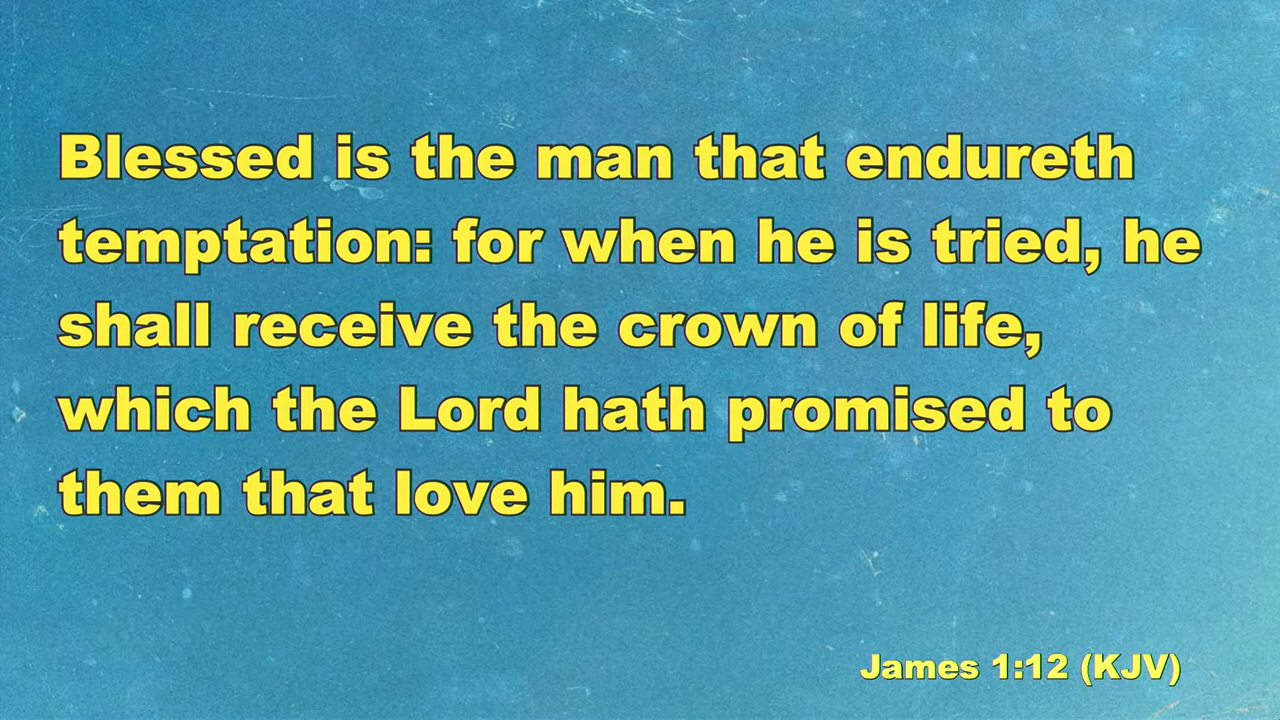 Blessed is the man that endureth
temptation: for when he is tried, he
shall receive the crown of life,
which the Lord hath promised to
them that love him.
James 1:12 (KJV)